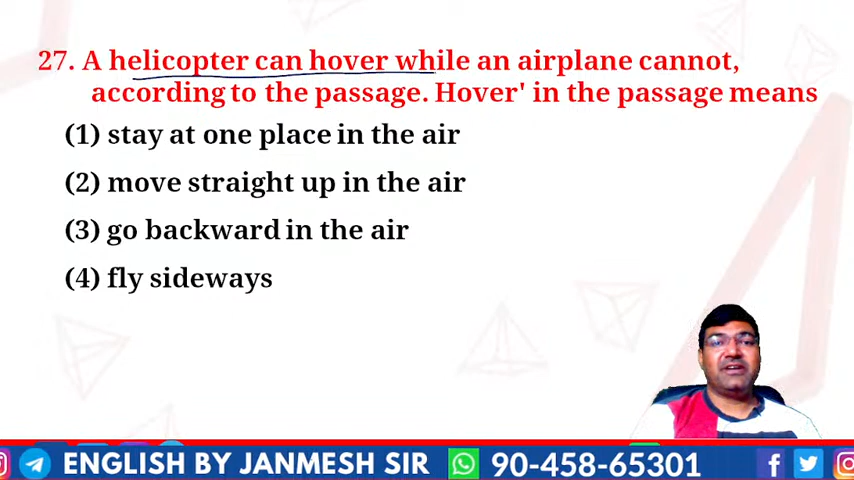 27. A helicopter can hover while an airplane cannot,
according to the passage. Hover' in the passage means
(1) stay at one place in the air
(2) move straight up in the air
(3) go backward in the air
(4) fly sideways
ENGLISH BY JANMESH SIR 90-458-65301